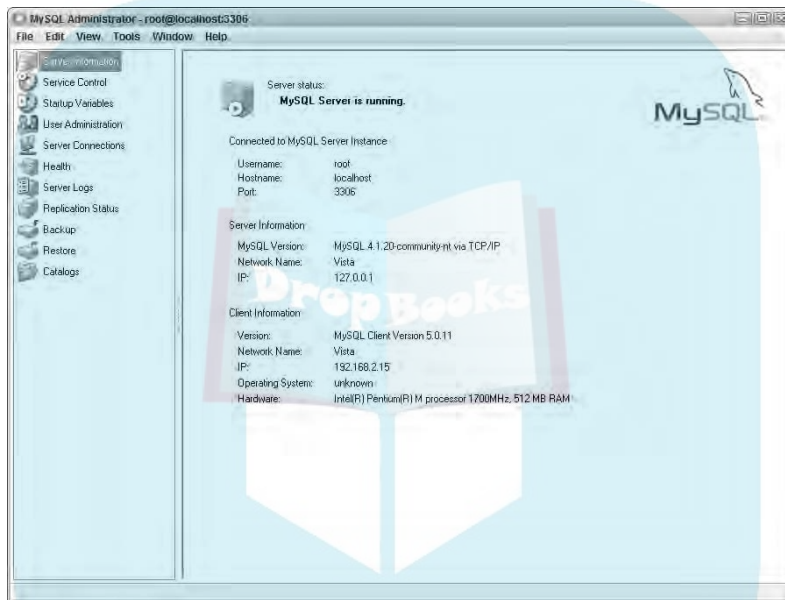 MySQL Administrator - root@localhost:3306
File Edit View Tools Window Help
Server Information
Service Control
Startup Variables
User Administration
Server Connections
Health
Server Logs
Replication Status
Backup
Restore
Catalogs
Server status:
MySQL Server is running.
MySQL
Connected to MySQL Server Instance
Username: root
Hostname: localhost
Port: 3306
Server Information
MySQL Version: MySQL 4.1.20-community-nt via TCP/IP
Network Name: Vista
IP: 127.0.0.1
Client Information
Version: MySQL Client Version 5.0.11
Network Name: Vista
IP: 192.168.2.15
Operating System: unknown
Hardware: Intel(R) Pentium(R) M processor 1700MHz, 512 MB RAM
DropBooks